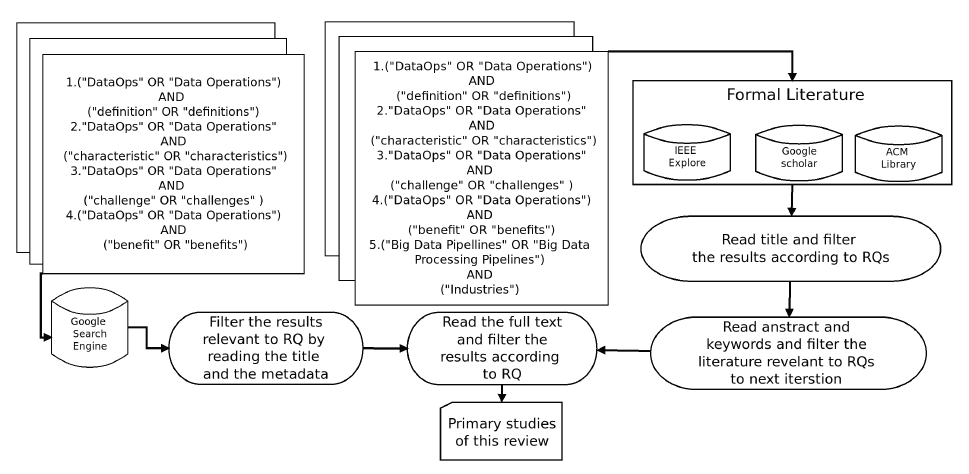 1.("DataOps" OR "Data Operations")
AND
("definition" OR "definitions")
2."DataOps" OR "Data Operations"
AND
("characteristic" OR "characteristics")
3."DataOps" OR "Data Operations"
AND
("challenge" OR "challenges" )
4.("DataOps" OR "Data Operations")
AND
("benefit" OR "benefits")
1.("DataOps" OR "Data Operations")
AND
("definition" OR "definitions")
2."DataOps" OR "Data Operations"
AND
("characteristic" OR "characteristics")
3."DataOps" OR "Data Operations"
AND
("challenge" OR "challenges" )
4.("DataOps" OR "Data Operations")
AND
("benefit" OR "benefits")
5.("Big Data Pipellines" OR "Big Data
Processing Pipelines")
AND
("Industries")
Formal Literature
IEEE
Explore
Google
scholar
ACM
Library
Read title and filter
the results according to RQs
Google
Search
Engine
Filter the results
relevant to RQ by
reading the title
and the metadata
Read the full text
and filter the
results according
to RQ
Read anstract and
keywords and filter the
literature revelant to RQs
to next iterstion
Primary studies
of this review